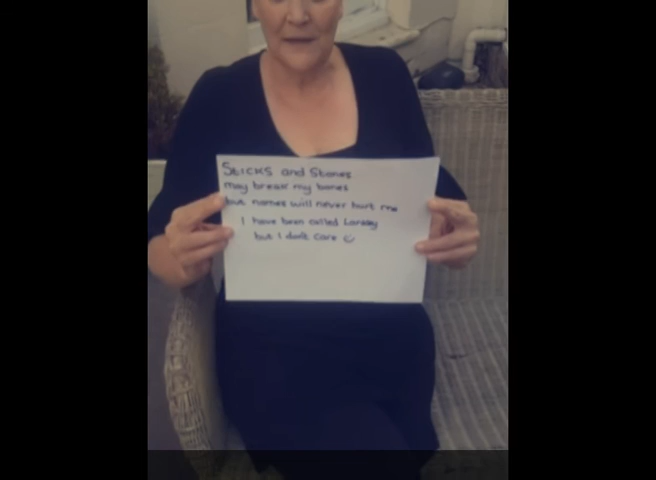 Sticks and Stones
may break my bones
but names will never hurt me
I have been called
but I don't care